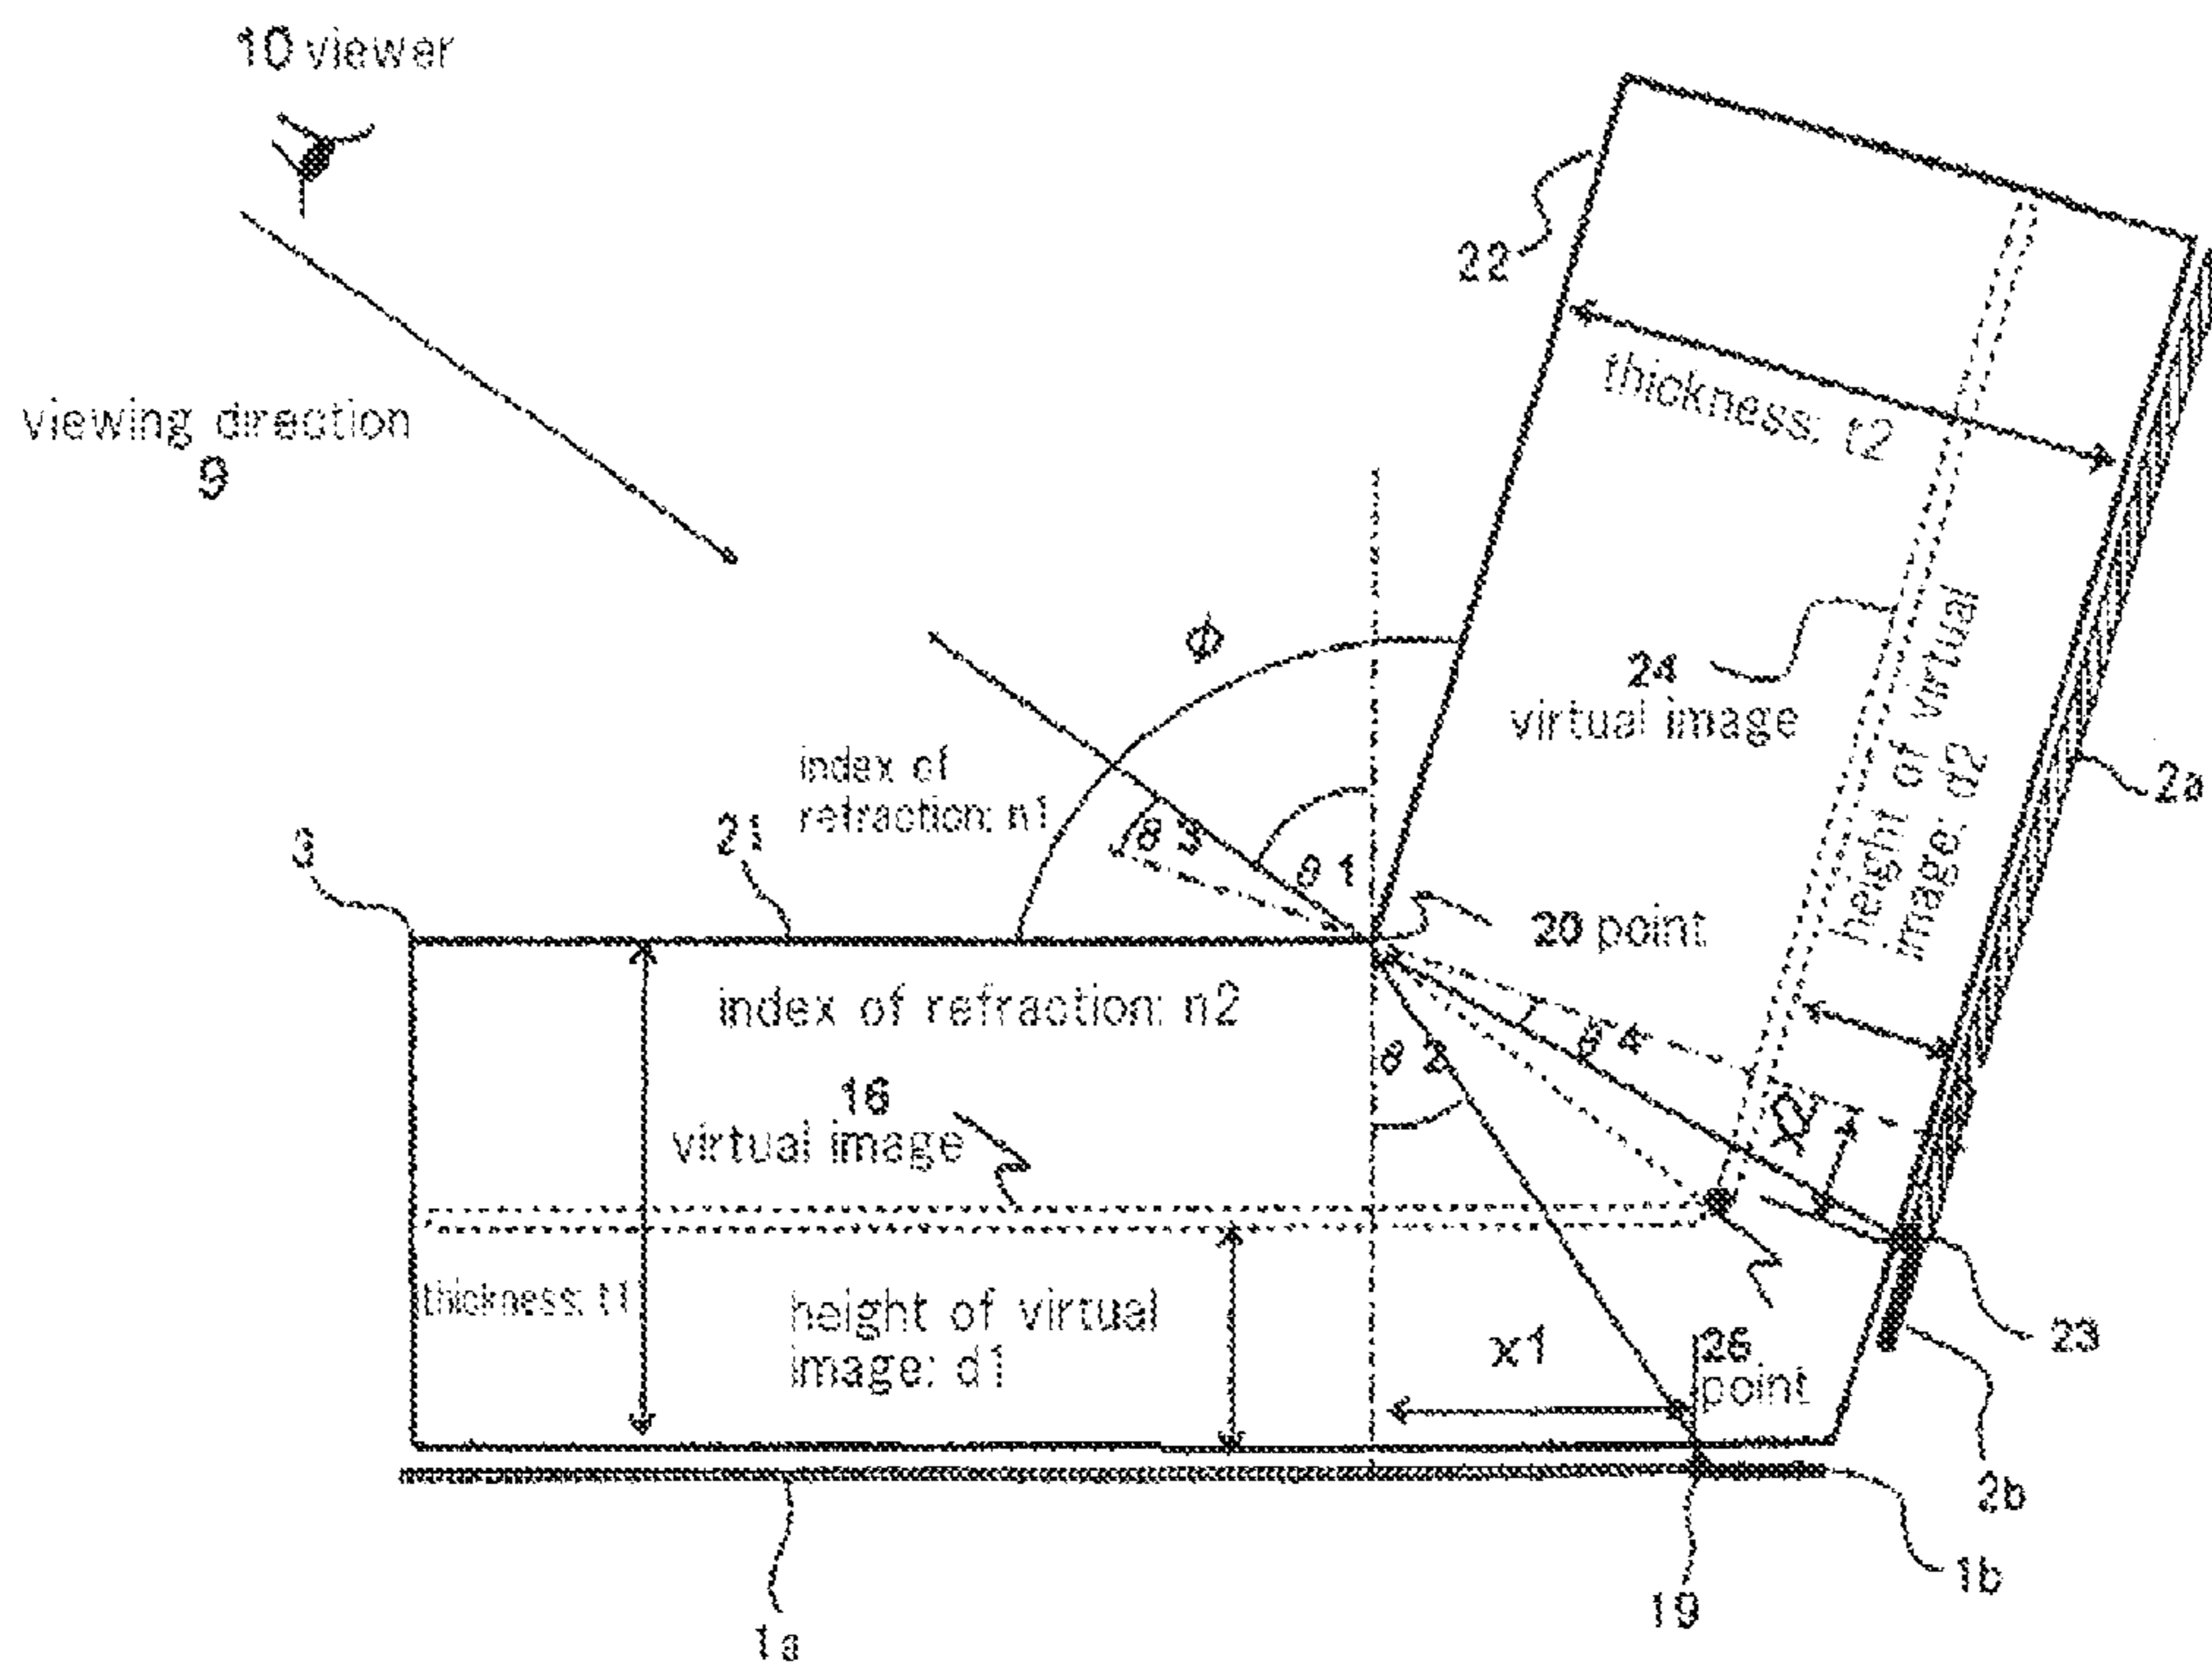 10 viewer
22
viewing direction
9
thickness: t2
ϕ
24
virtual image
height of virtual
image: d2
2a
index of
refraction: n1
21
3
θ3
θ1
20 point
index of refraction: n2
θ2
θ4
16
virtual image
x2
thickness: t1
height of virtual
image: d1
x1
25
point
23
2b
1b
19
1a